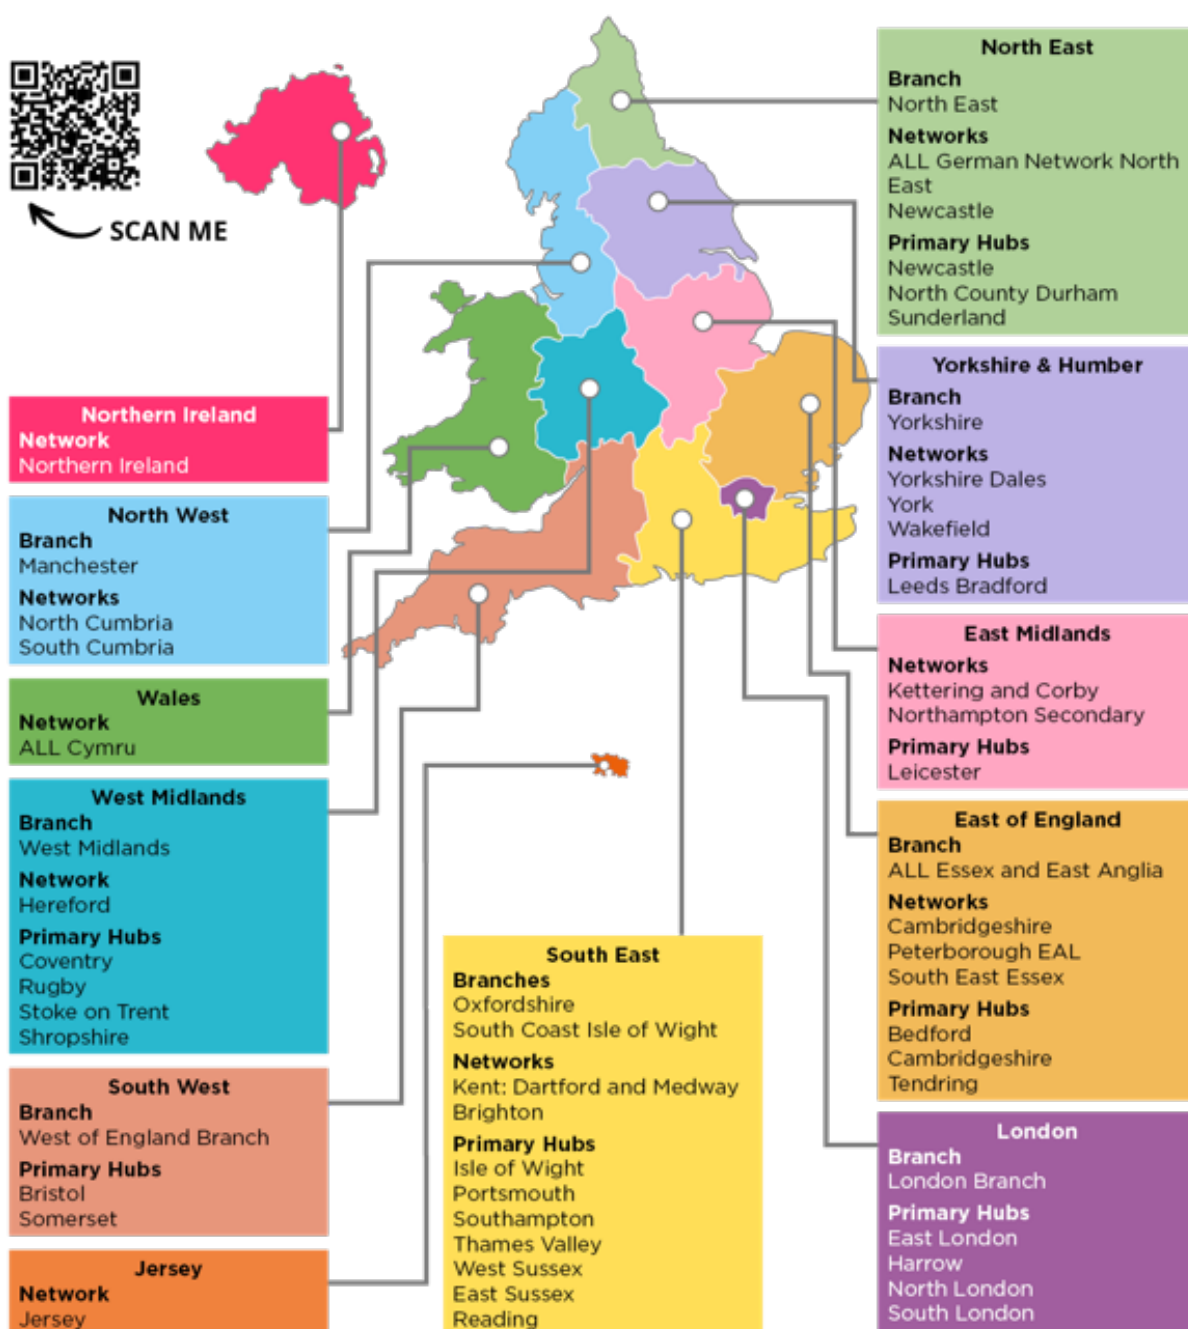 SCAN ME
Northern Ireland
Network
Northern Ireland
North West
Branch
Manchester
Networks
North Cumbria
South Cumbria
Wales
Network
ALL Cymru
West Midlands
Branch
West Midlands
Network
Hereford
Primary Hubs
Coventry
Rugby
Stoke on Trent
Shropshire
South West
Branch
West of England Branch
Primary Hubs
Bristol
Somerset
Jersey
Network
Jersey
South East
Branches
Oxfordshire
South Coast Isle of Wight
Networks
Kent: Dartford and Medway
Brighton
Primary Hubs
Isle of Wight
Portsmouth
Southampton
Thames Valley
West Sussex
East Sussex
Reading
North East
Branch
North East
Networks
ALL German Network North
East
Newcastle
Primary Hubs
Newcastle
North County Durham
Sunderland
Yorkshire & Humber
Branch
Yorkshire
Networks
Yorkshire Dales
York
Wakefield
Primary Hubs
Leeds Bradford
East Midlands
Networks
Kettering and Corby
Northampton Secondary
Primary Hubs
Leicester
East of England
Branch
ALL Essex and East Anglia
Networks
Cambridgeshire
Peterborough EAL
South East Essex
Primary Hubs
Bedford
Cambridgeshire
Tendring
London
Branch
London Branch
Primary Hubs
East London
Harrow
North London
South London